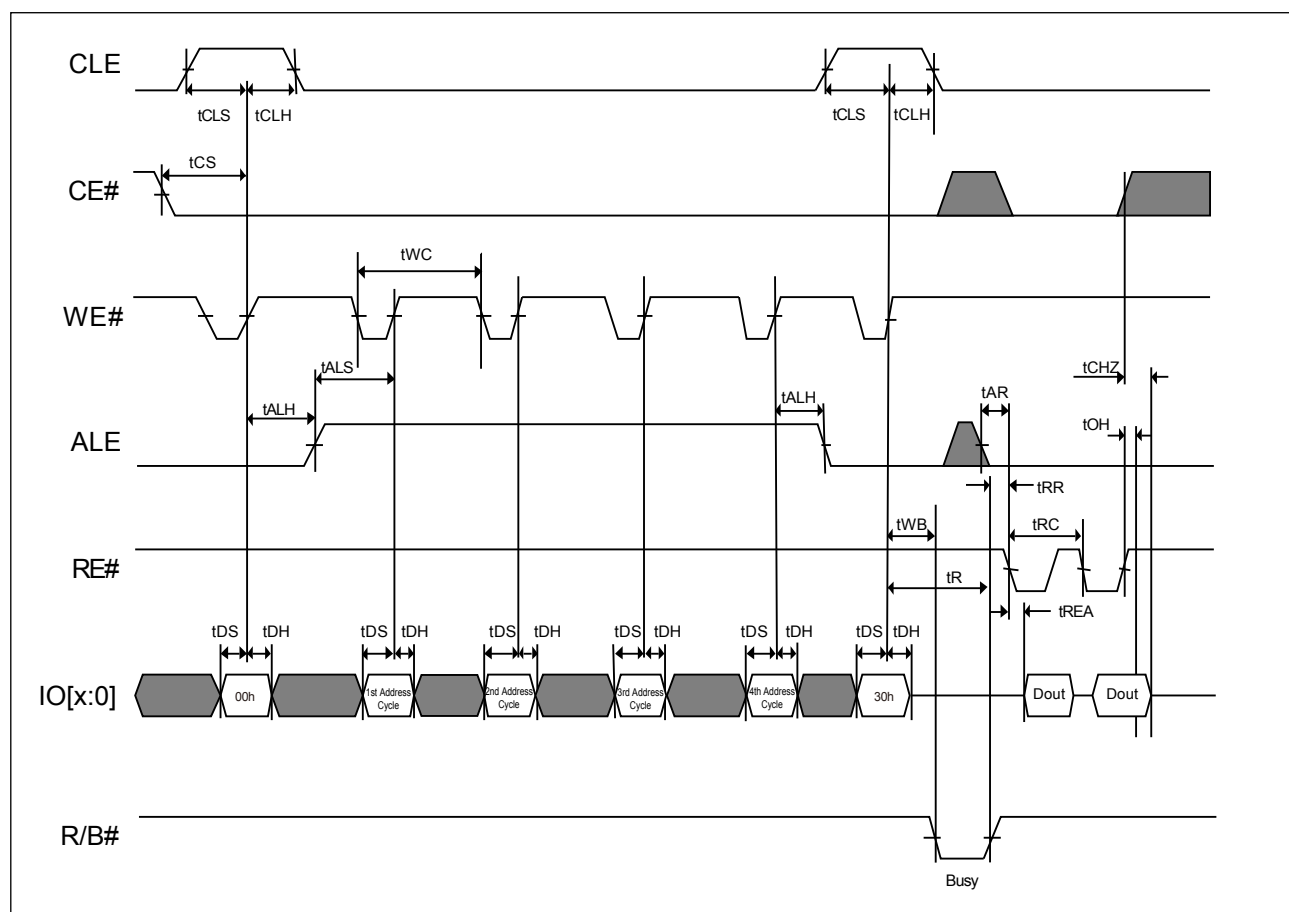 CLE
tCLS
tCLH
tCLS
tCLH
tCS
CE#
tWC
WE#
tCHZ
tALS
tALH
tALH
tAR
tOH
ALE
tRR
tWB
tRC
RE#
tR
tREA
tDS
tDH
tDS
tDH
tDS
tDH
tDS
tDH
tDS
tDH
tDS
tDH
IO[x:0]
00h
1st Address
Cycle
2nd Address
Cycle
3rd Address
Cycle
4th Address
Cycle
30h
Dout
Dout
R/B#
Busy